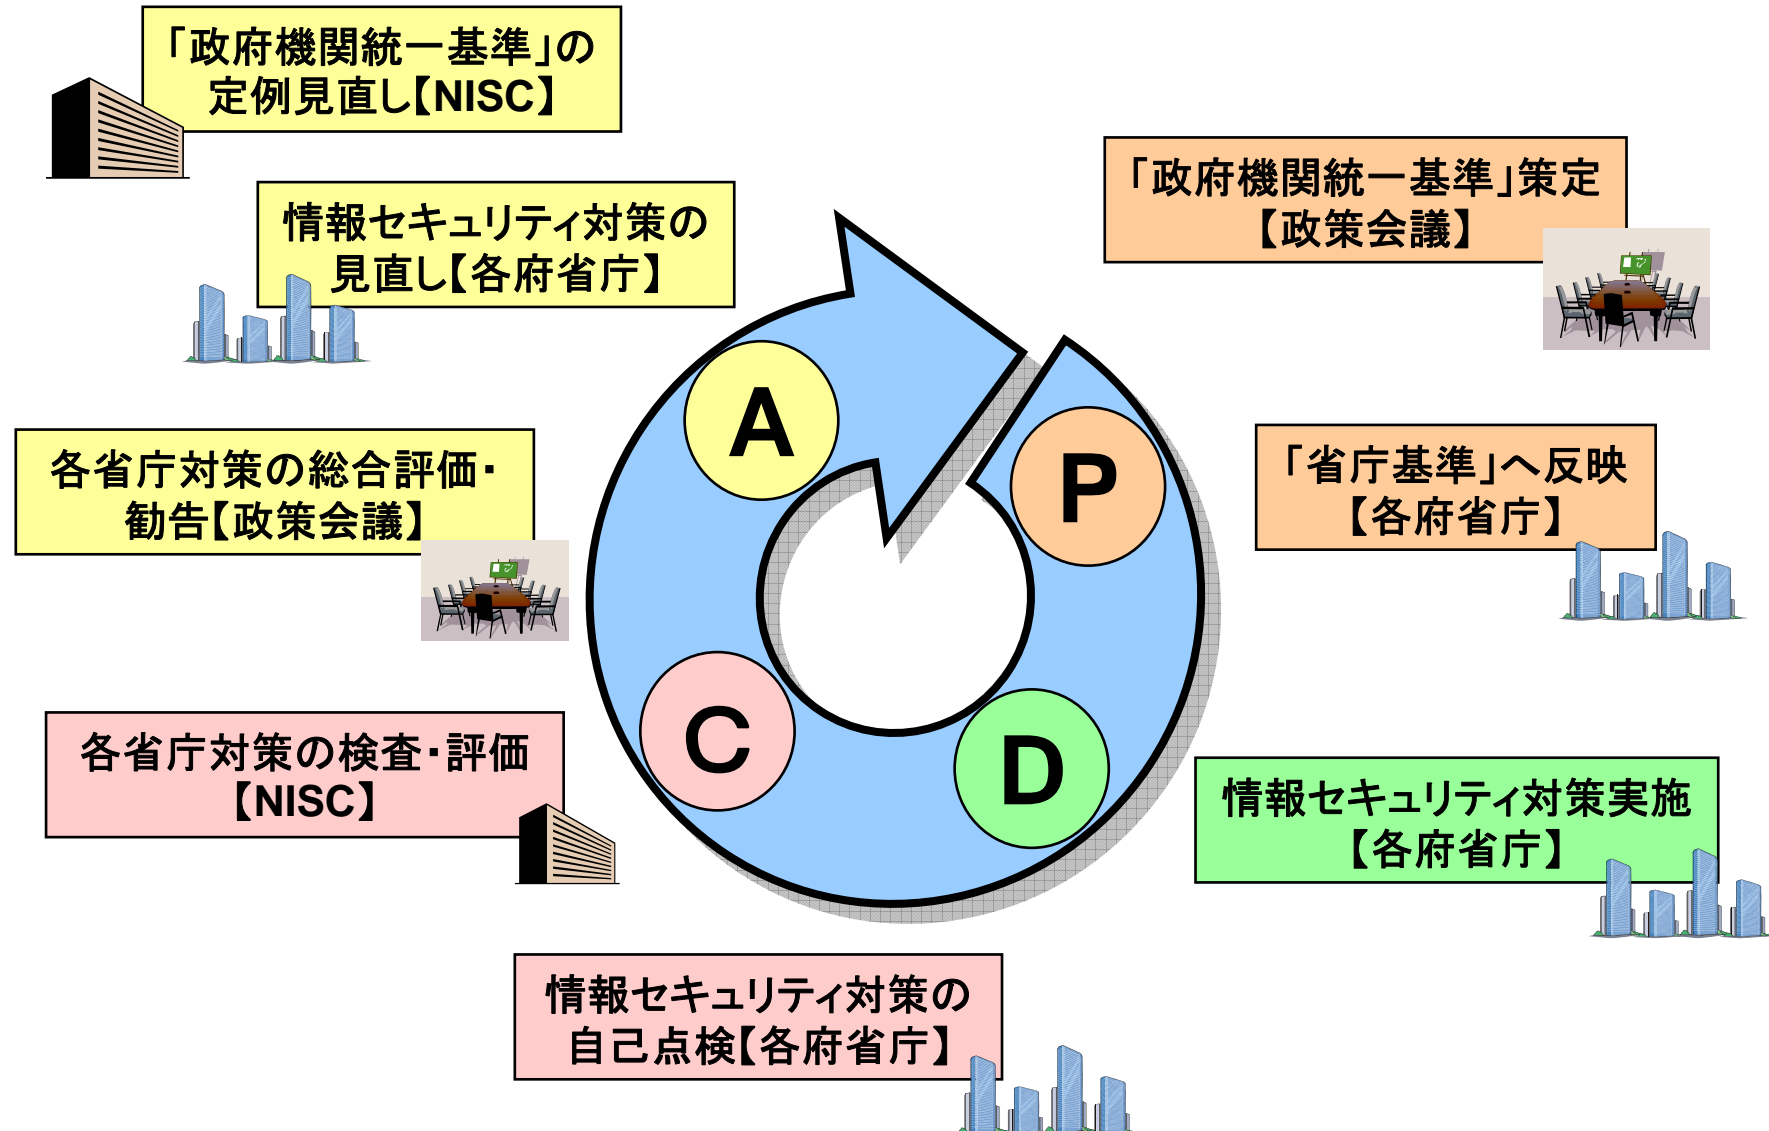 「政府機関統一基準」の
定例見直し【NISC】
情報セキュリティ対策の
見直し【各府省庁】
各省庁対策の総合評価・
勧告【政策会議】
各省庁対策の検査・評価
【NISC】
情報セキュリティ対策の
自己点検【各府省庁】
「政府機関統一基準」策定
【政策会議】
「省庁基準」へ反映
【各府省庁】
情報セキュリティ対策実施
【各府省庁】
A
P
C
D